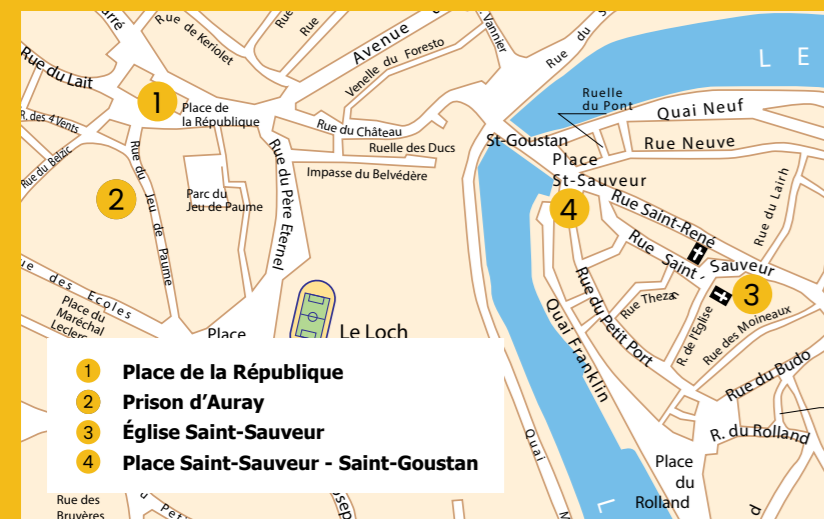 Rue de Keriolet
Rue
Avenue du
Venelle du Foresto
Vannier
Rue du
L E
Rue du Lait
1
Place de
la République
R. des 4 Vents
Rue du Belzic
Rue du Château
Ruelle des Ducs
Impasse du Belvédère
Rue du Jeu de Paume
2
Parc du
Jeu de Paume
Rue du Père Eternel
Ruelle
du Pont
Quai Neuf
St-Goustan
Rue Neuve
Place
St-Sauveur
4
Rue Saint-René
Rue du Lairh
Rue Saint
Sauveur
3
Rue du Petit Port
R. de l'Eglise
Rue des Moineaux
Quai Franklin
Rue du Budo
R. du Rolland
Place
du
Rolland
des Ecoles
Place du
Maréchal
Leclerc
Place
Le Loch
Quai
1 Place de la République
2 Prison d’Auray
3 Église Saint-Sauveur
4 Place Saint-Sauveur - Saint-Goustan
Rue des
Bruyères
L